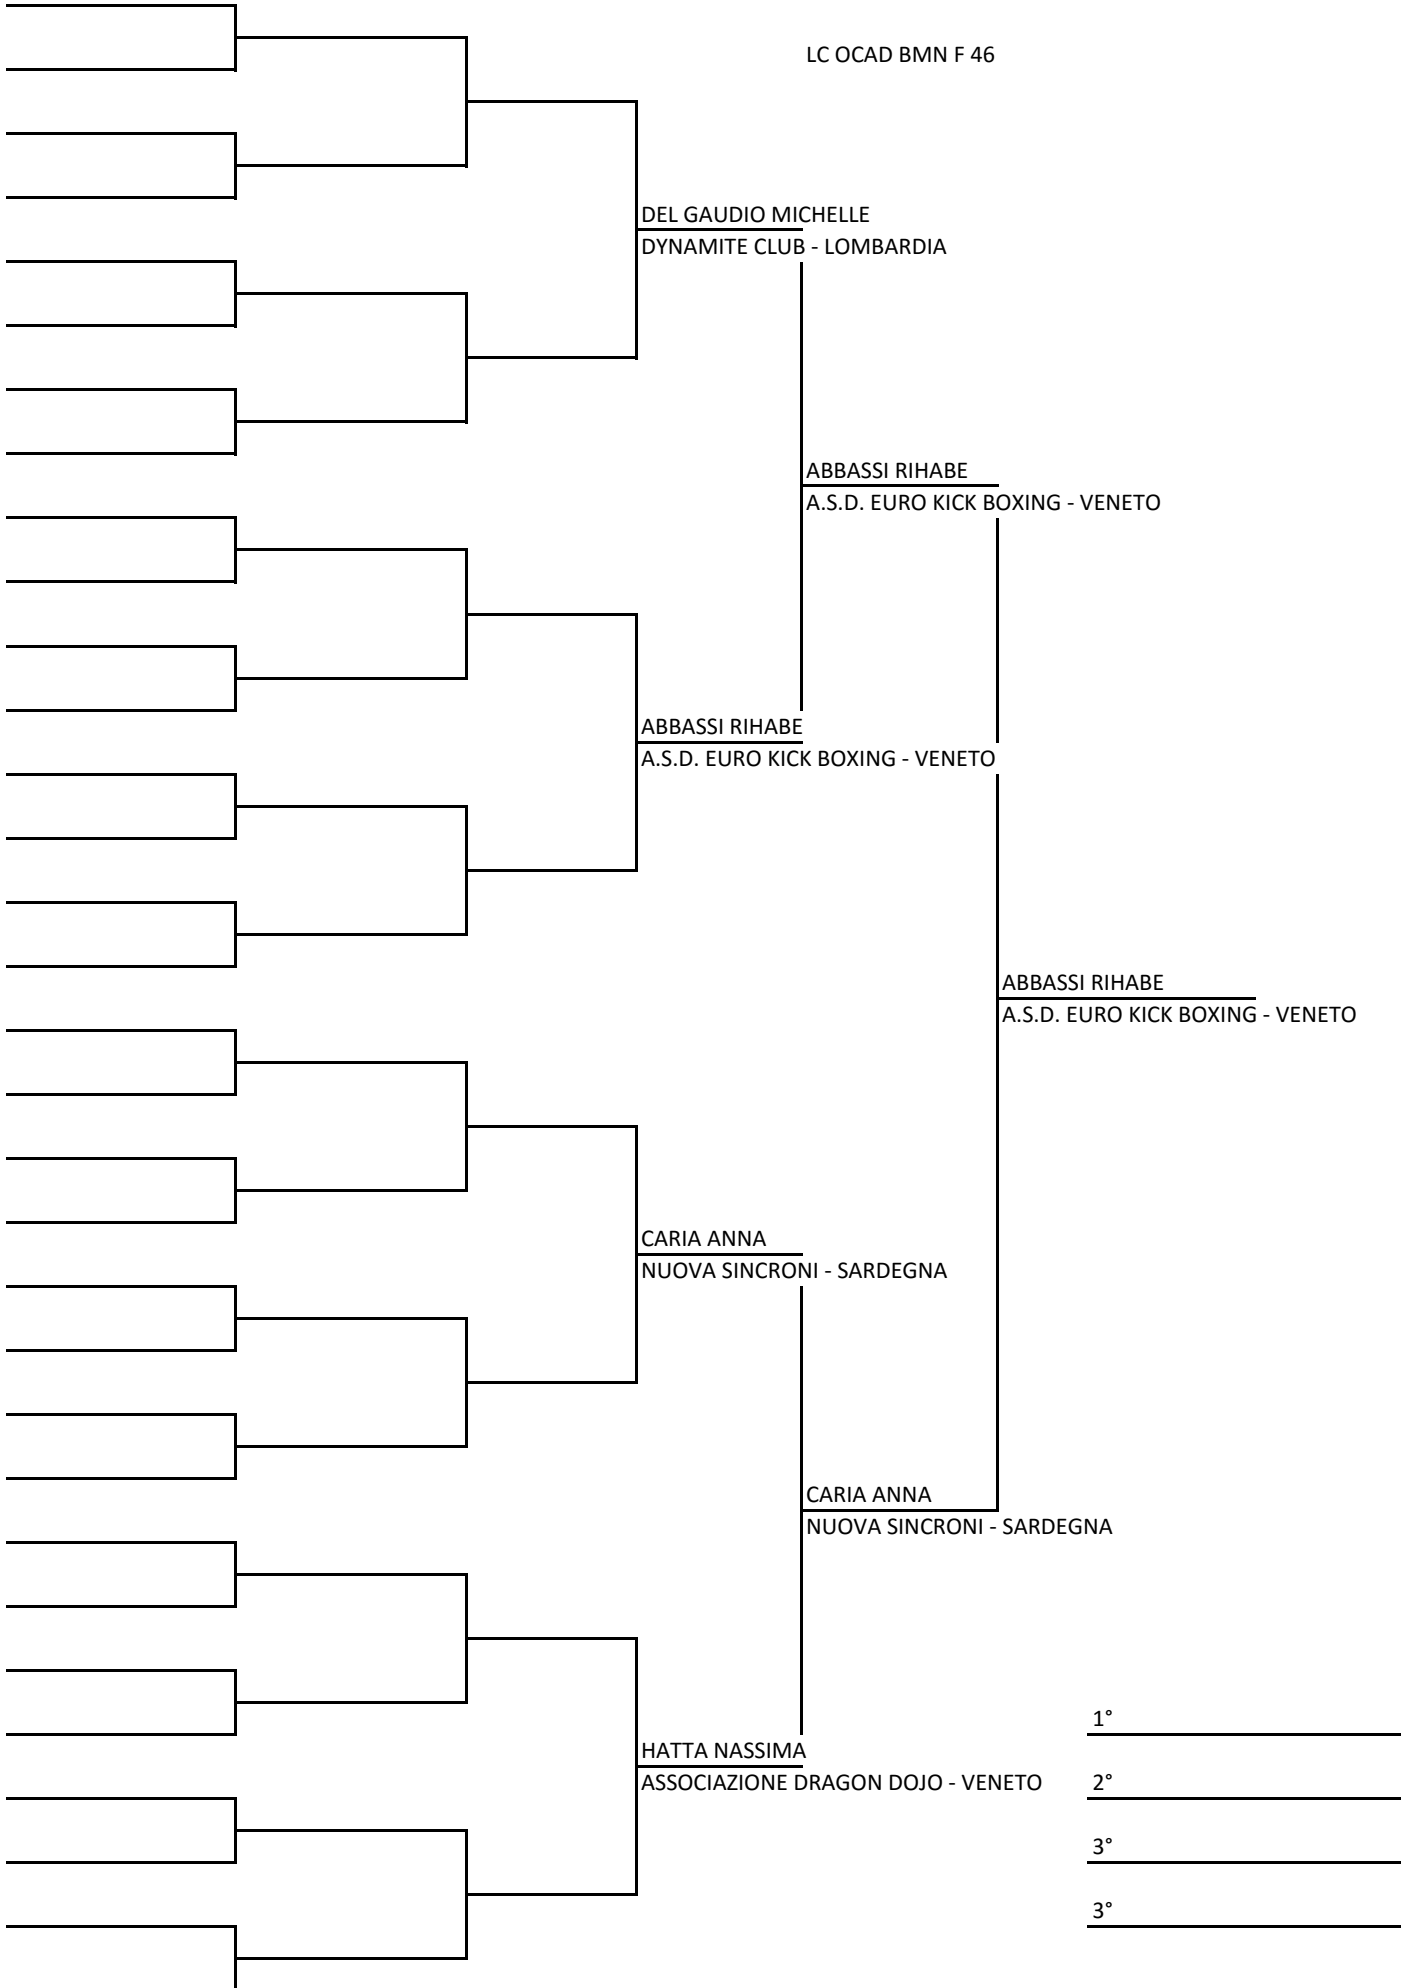 LC OCAD BMN F 46
DEL GAUDIO MICHELLE
DYNAMITE CLUB - LOMBARDIA
ABBASSI RIHABE
A.S.D. EURO KICK BOXING - VENETO
ABBASSI RIHABE
A.S.D. EURO KICK BOXING - VENETO
ABBASSI RIHABE
A.S.D. EURO KICK BOXING - VENETO
CARIA ANNA
NUOVA SINCRONI - SARDEGNA
CARIA ANNA
NUOVA SINCRONI - SARDEGNA
1°
HATTA NASSIMA
ASSOCIAZIONE DRAGON DOJO - VENETO
2°
3°
3°